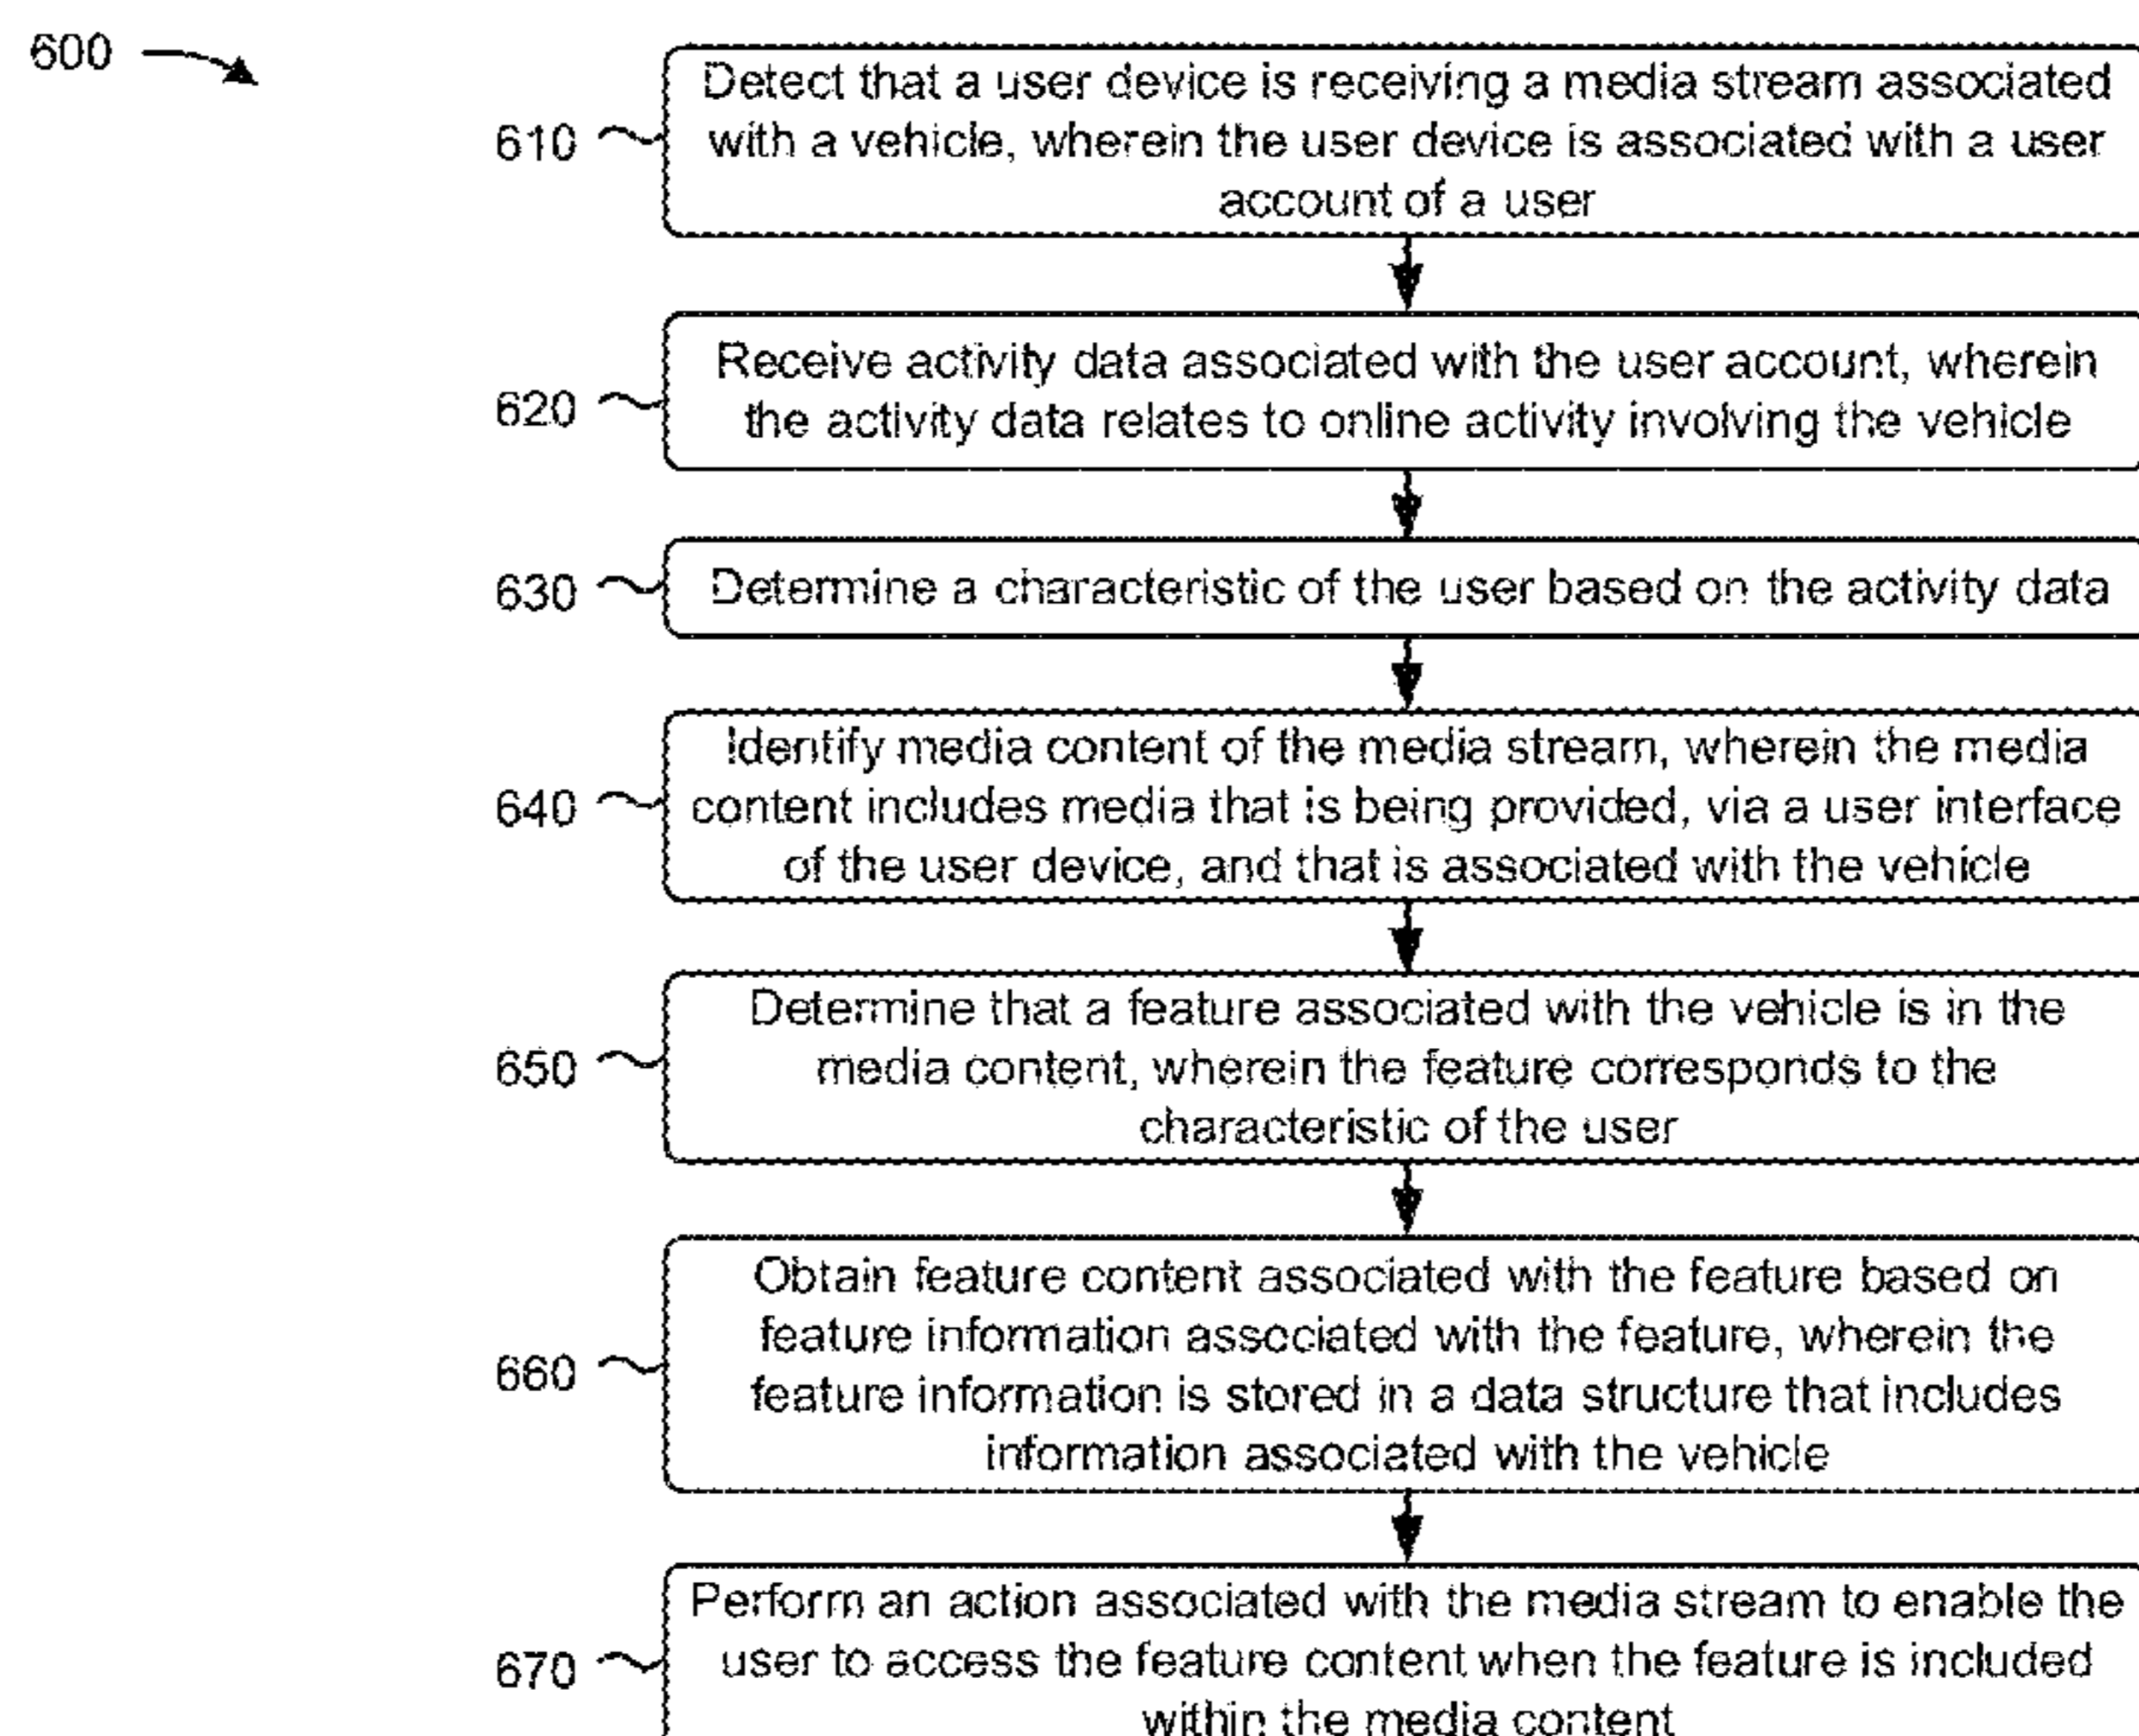 600
610
Detect that a user device is receiving a media stream associated
with a vehicle, wherein the user device is associated with a user
account of a user
620
Receive activity data associated with the user account, wherein
the activity data relates to online activity involving the vehicle
630
Determine a characteristic of the user based on the activity data
640
Identify media content of the media stream, wherein the media
content includes media that is being provided, via a user interface
of the user device, and that is associated with the vehicle
650
Determine that a feature associated with the vehicle is in the
media content, wherein the feature corresponds to the
characteristic of the user
660
Obtain feature content associated with the feature based on
feature information associated with the feature, wherein the
feature information is stored in a data structure that includes
information associated with the vehicle
670
Perform an action associated with the media stream to enable the
user to access the feature content when the feature is included
within the media content